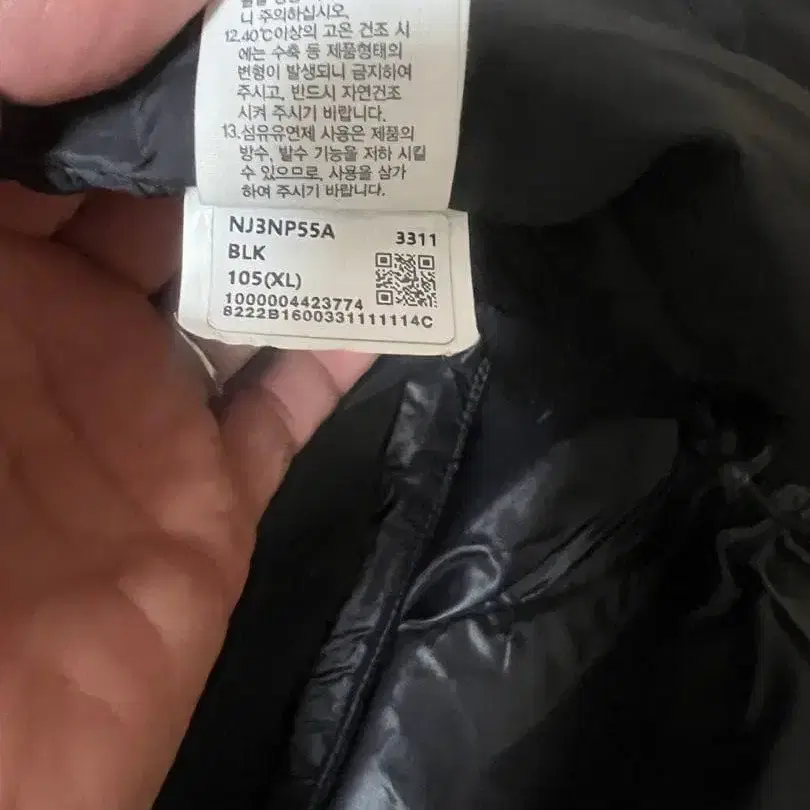 니 주의하십시오.
12.40℃이상의 고온 건조 시
에는 수축 등 제품형태의
변형이 발생되니 금지하여
주시고, 반드시 자연건조
시켜 주시기 바랍니다.
13.섬유유연제 사용은 제품의
방수, 발수 기능을 저하 시킬
수 있으므로, 사용을 삼가
하여 주시기 바랍니다.
NJ3NP55A
3311
BLK
105(XL)
1000004423774
8222B1600331111114C